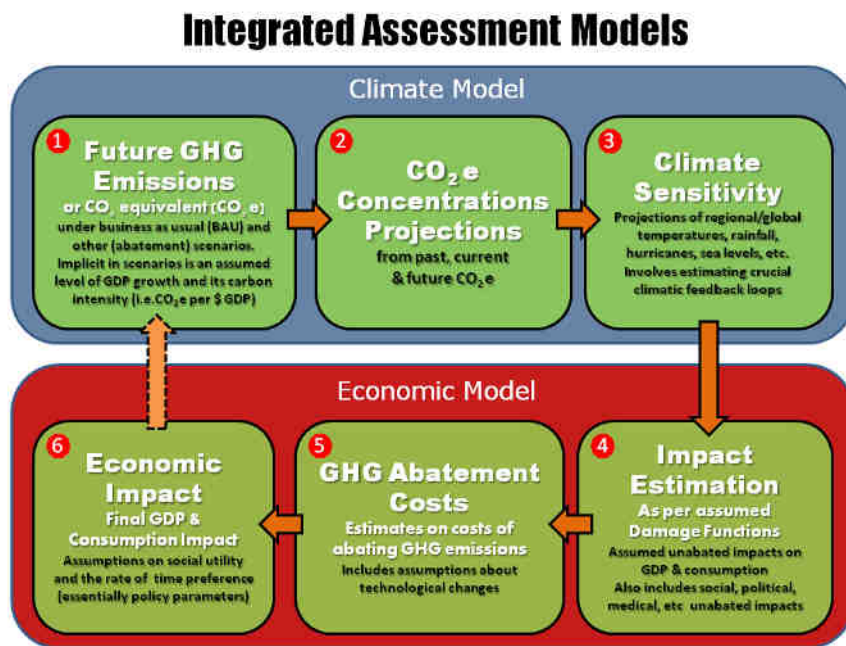 Integrated Assessment Models
Climate Model
1
Future GHG
Emissions
or CO₂ equivalent (CO₂e)
under business as usual (BAU) and
other (abatement) scenarios.
Implicit in scenarios is an assumed
level of GDP growth and its carbon
intensity (i.e.CO₂e per $ GDP)
2
CO₂e
Concentrations
Projections
from past, current
& future CO₂e
3
Climate
Sensitivity
Projections of regional/global
temperatures, rainfall,
hurricanes, sea levels, etc.
Involves estimating crucial
climatic feedback loops
Economic Model
6
Economic
Impact
Final GDP &
Consumption Impact
Assumptions on social utility
and the rate of time preference
(essentially policy parameters)
5
GHG Abatement
Costs
Estimates on costs of
abating GHG emissions
Includes assumptions about
technological changes
4
Impact
Estimation
As per assumed
Damage Functions
Assumed unabated impacts on
GDP & consumption
Also includes social, political,
medical, etc unabated impacts